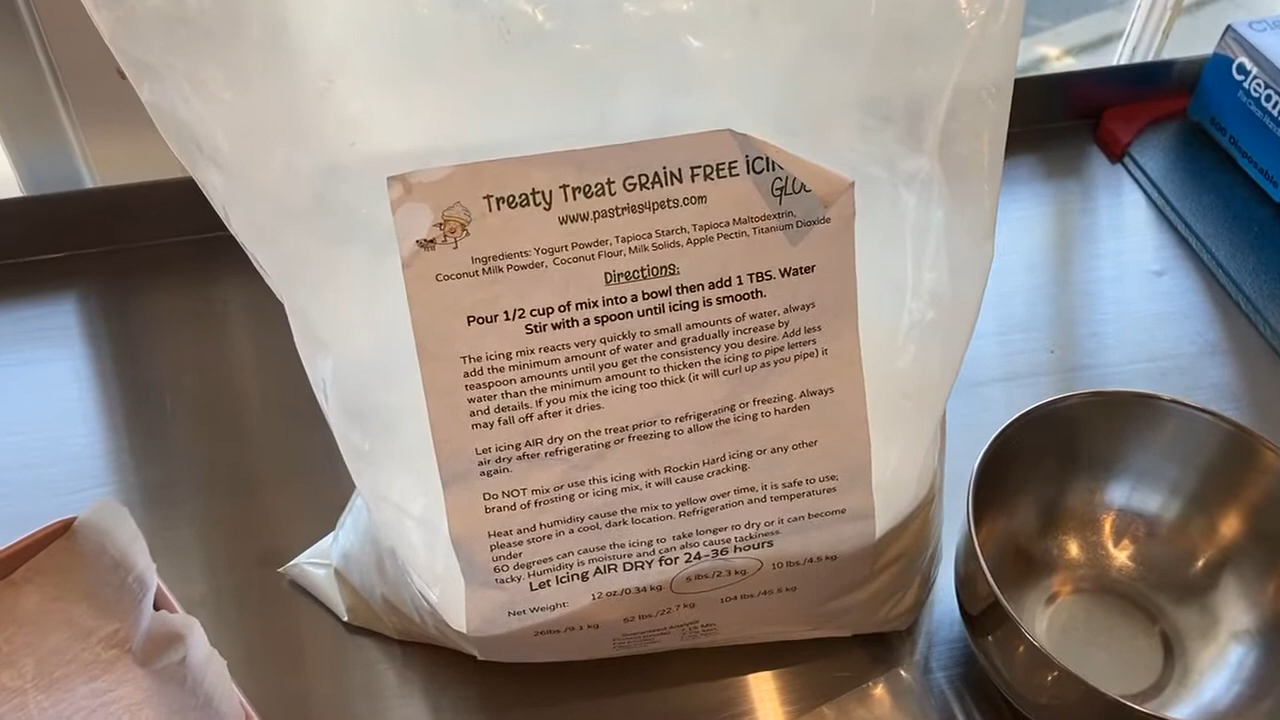 Treaty Treat GRAIN FREE
www.pastries4pets.com
Ingredients: Yogurt Powder, Tapioca Starch, Tapioca Maltodextrin,
Coconut Milk Powder, Coconut Flour, Milk Solids, Apple Pectin, Titanium Dioxide
Directions:
Pour 1/2 cup of mix into a bowl then add 1 TBS. Water
Stir with a spoon until icing is smooth.
The icing mix reacts very quickly to small amounts of water, always
add the minimum amount of water and gradually increase by
teaspoon amounts until you get the consistency you desire. Add less
water than the minimum amount to thicken the icing to pipe letters
and details. If you mix the icing too thick (it will curl up as you pipe) it
may fall off after it dries.
Let icing AIR dry on the treat prior to refrigerating or freezing. Always
air dry after refrigerating or freezing to allow the icing to harden
again.
Do NOT mix or use this icing with Rockin Hard icing or any other
brand of frosting or icing mix, it will cause cracking.
Heat and humidity cause the mix to yellow over time, it is safe to use;
please store in a cool, dark location. Refrigeration and temperatures
under
60 degrees can cause the icing to take longer to dry or it can become
tacky. Humidity is moisture and can also cause tackiness.
Let Icing AIR DRY for 24-36 hours
Net Weight: 12 oz./0.34 kg. 5 lbs./2.3 kg. 10 lbs./4.5 kg.
26lbs./9.1 kg. 52 lbs./22.7 kg. 104 lbs./45.5 kg.
Guaranteed Analysis
500 Disposable